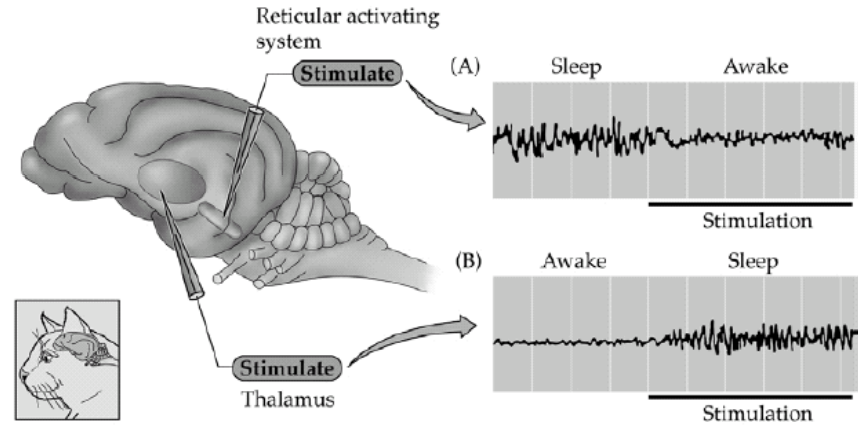 Reticular activating
system
Stimulate
(A)
Sleep Awake
Stimulation
(B)
Awake Sleep
Stimulate
Thalamus
Stimulation